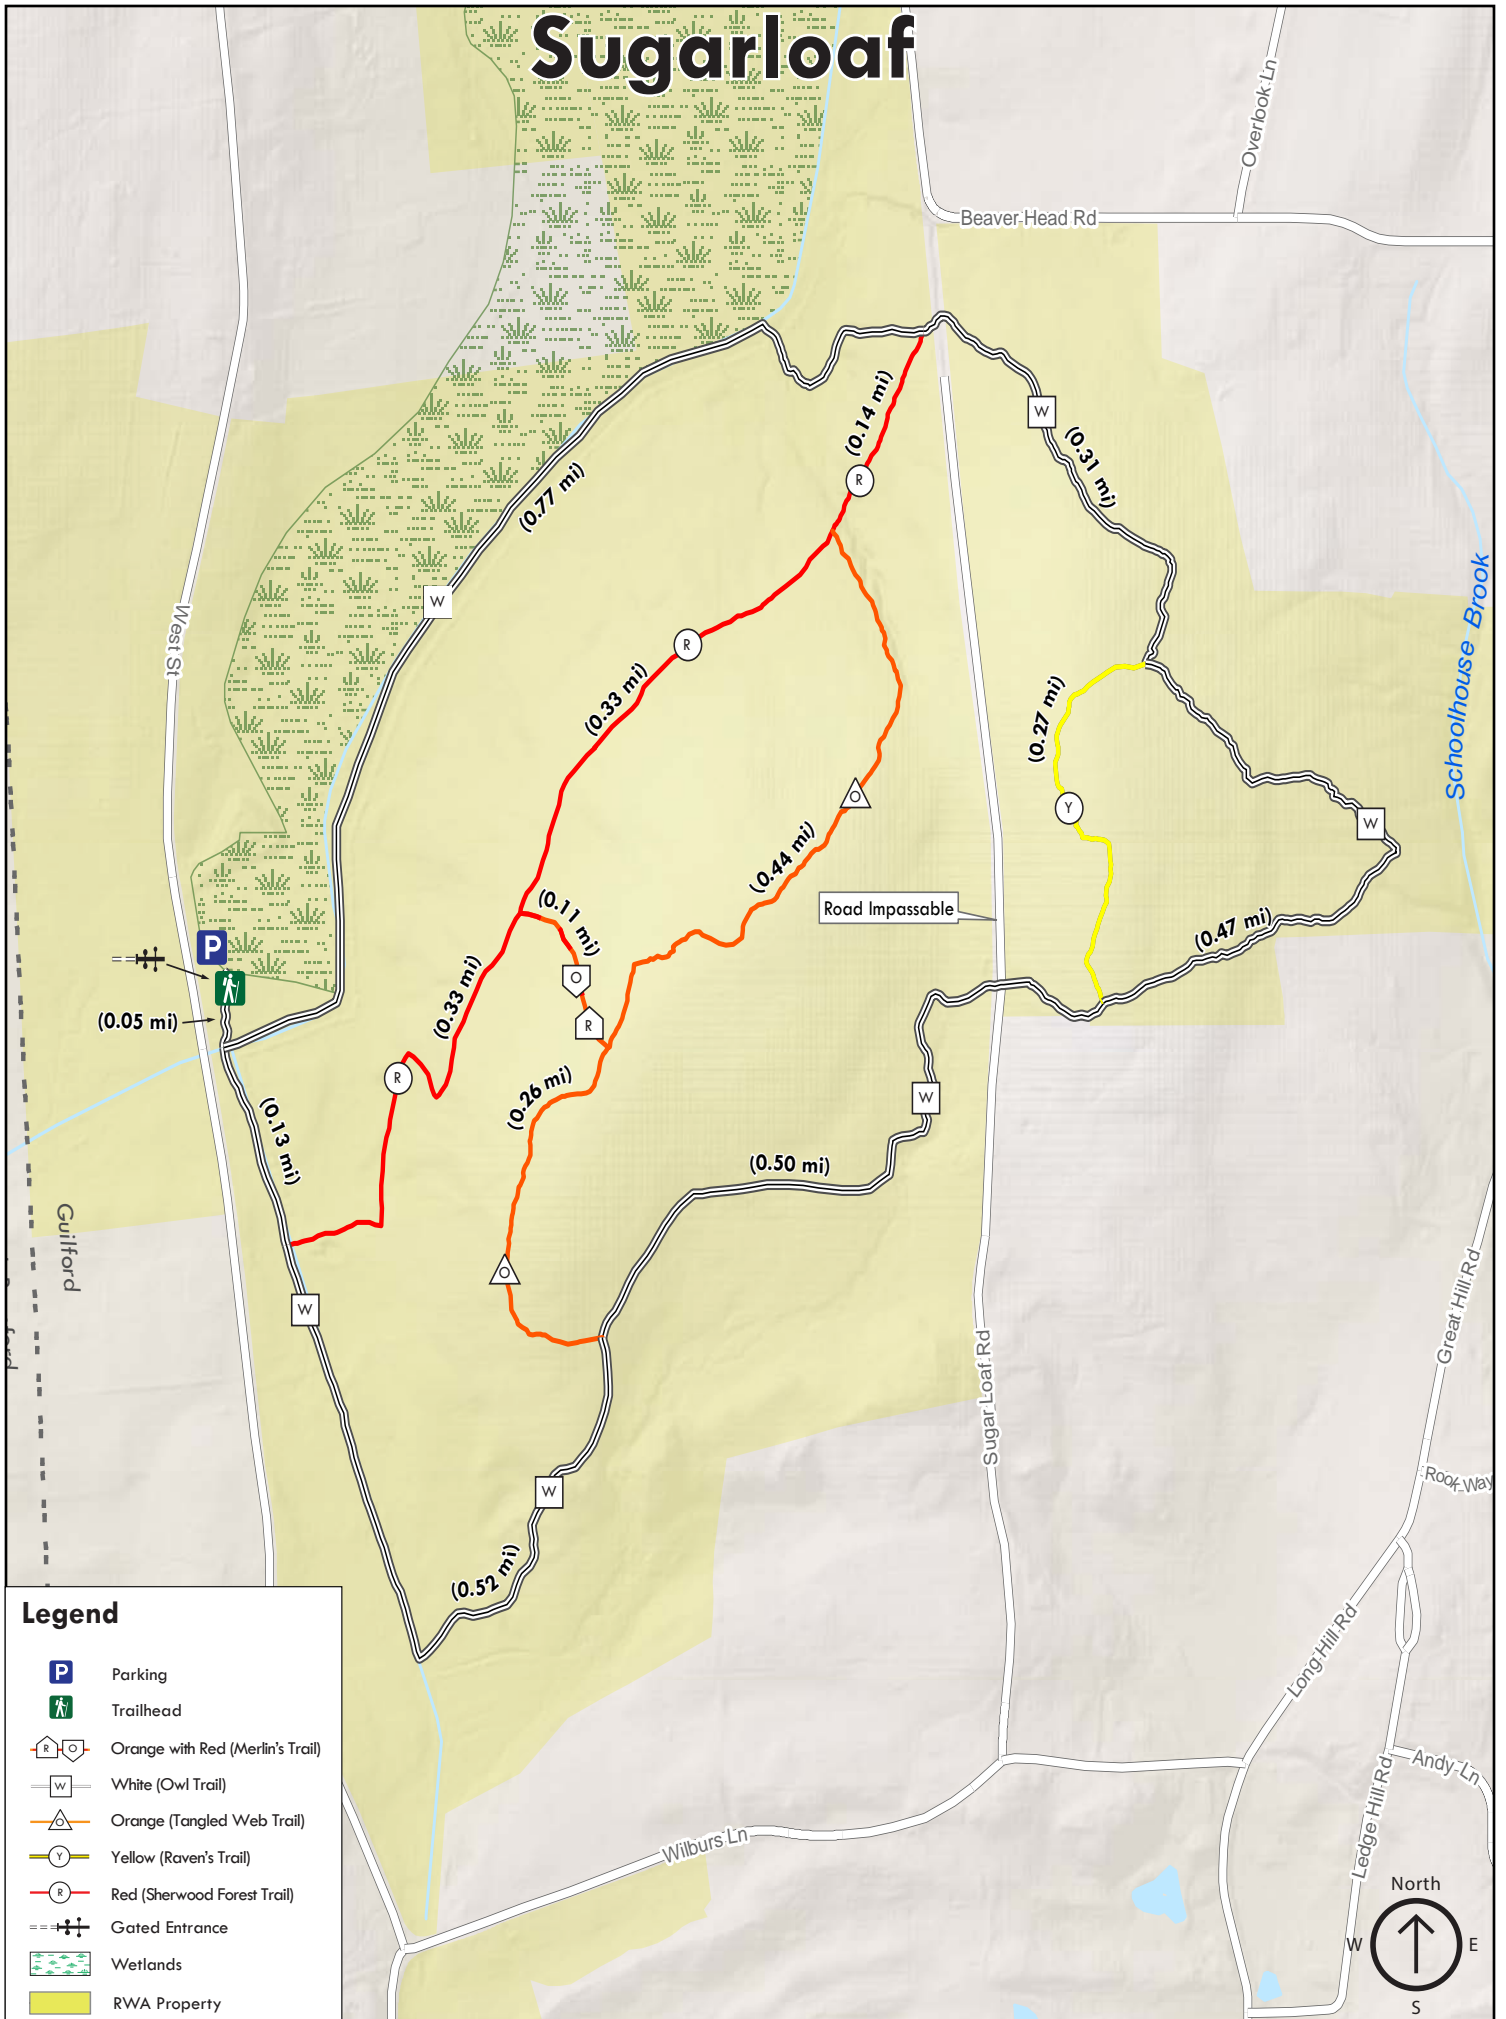 Sugarloaf
Overlook Ln
Beaver Head Rd
(0.14 mi)
W
(0.31 mi)
R
(0.77 mi)
W
West St
R
(0.33 mi)
Schoolhouse Brook
(0.27 mi)
O
Y
W
(0.44 mi)
Road Impassable
(0.11 mi)
(0.47 mi)
P
O
(0.33 mi)
(0.05 mi)
R
R
(0.26 mi)
W
(0.13 mi)
(0.50 mi)
Guilford
O
W
Great Hill Rd
Sugar Loaf Rd
W
Rook Way
(0.52 mi)
Long Hill Rd
Andy Ln
Ledge Hill Rd
Wilburs Ln
Legend
P Parking
Trailhead
R O Orange with Red (Merlin's Trail)
W White (Owl Trail)
O Orange (Tangled Web Trail)
Y Yellow (Raven's Trail)
R Red (Sherwood Forest Trail)
Gated Entrance
Wetlands
RWA Property
North
W E
S